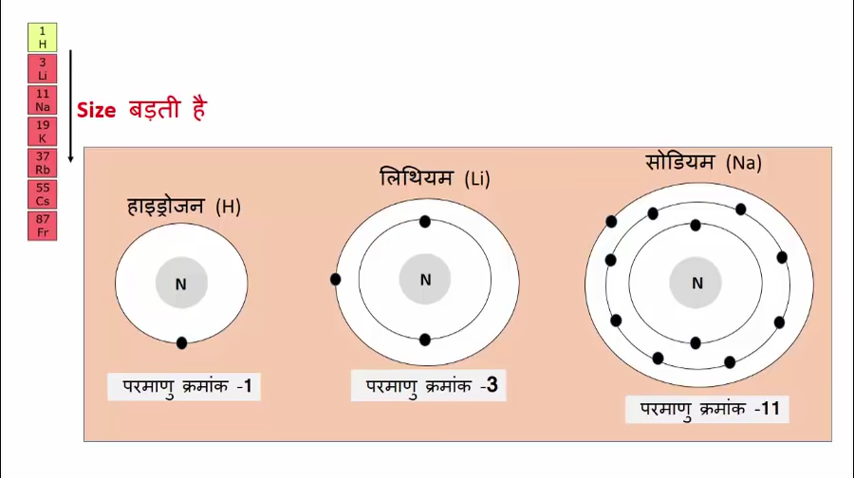 1
H
3
Li
11
Na
19
K
37
Rb
55
Cs
87
Fr
Size बड़ती है
हाइड्रोजन (H)
N
परमाणु क्रमांक -1
लिथियम (Li)
N
परमाणु क्रमांक -3
सोडियम (Na)
N
परमाणु क्रमांक -11